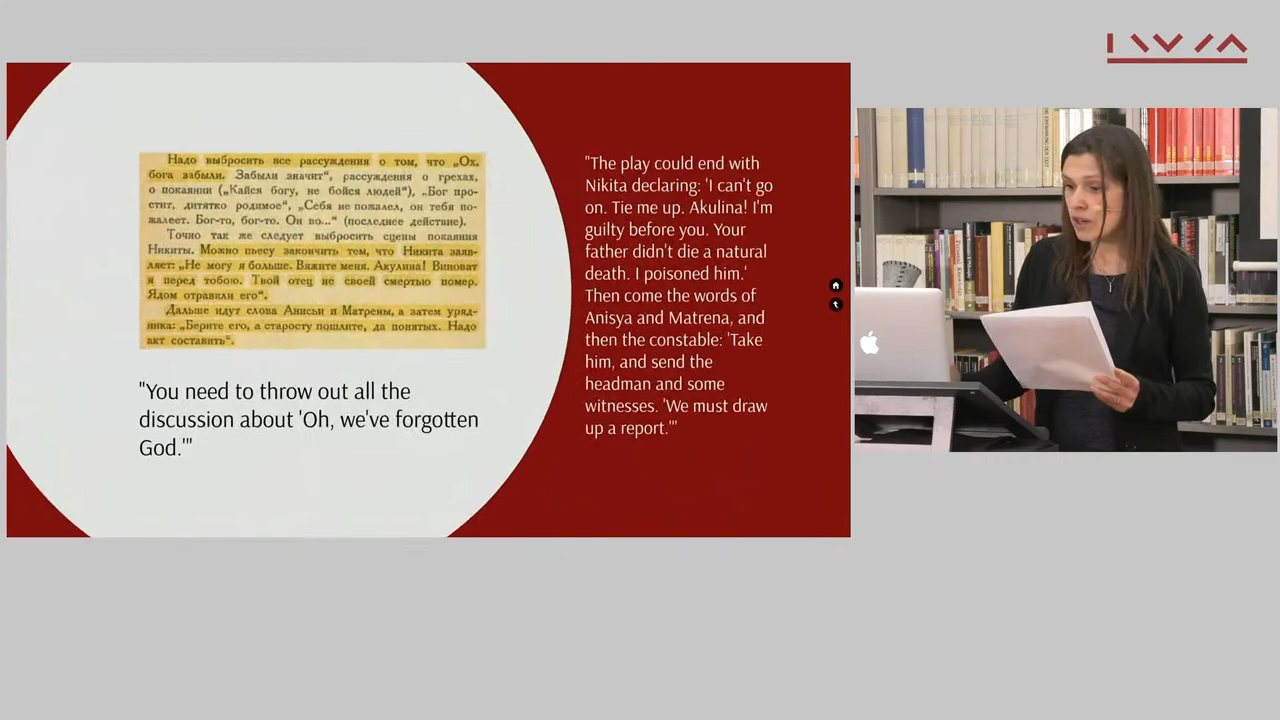 Надо выбросить все рассуждения о том, что „Ох,
бога забыли. Забыли значит“, рассуждения о грехах,
о покаянии („Кайся богу, не бойся людей“), „Бог про-
стит, дитятко родимое“, „Себя не пожалел, он тебя по-
жалеет. Бог-то, бог-то. Он во...“ (последнее действие).
Точно так же следует выбросить сцены покаяния
Никиты. Можно пьесу закончить тем, что Никита заяв-
ляет: „Не могу я больше. Вяжите меня. Акулина! Виноват
я перед тобою. Твой отец не своей смертью помер.
Ядом отравили его“.
Дальше идут слова Анисьи и Матрены, а затем уряд-
ника: „Берите его, а старосту пошлите, да понятых. Надо
акт составить“.
"You need to throw out all the
discussion about 'Oh, we've forgotten
God.'"
"The play could end with
Nikita declaring: 'I can't go
on. Tie me up. Akulina! I'm
guilty before you. Your
father didn't die a natural
death. I poisoned him.'
Then come the words of
Anisya and Matrena, and
then the constable: 'Take
him, and send the
headman and some
witnesses. 'We must draw
up a report.'"